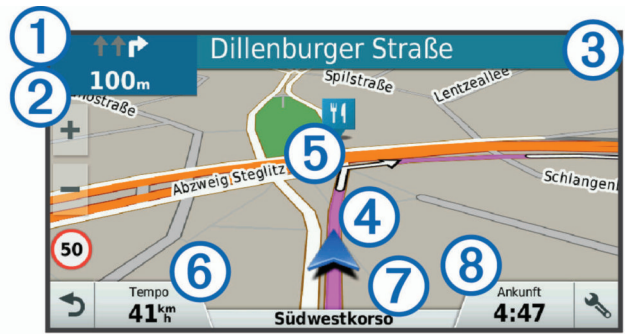 1
Dillenburger Straße
3
100m
2
nostraße
Spilstraße
Lentzeallee
+
5
−
Abzweig Steglitz
Schlangen
4
50
6
7
8
Tempo
41 km/h
Südwestkorso
Ankunft
4:47